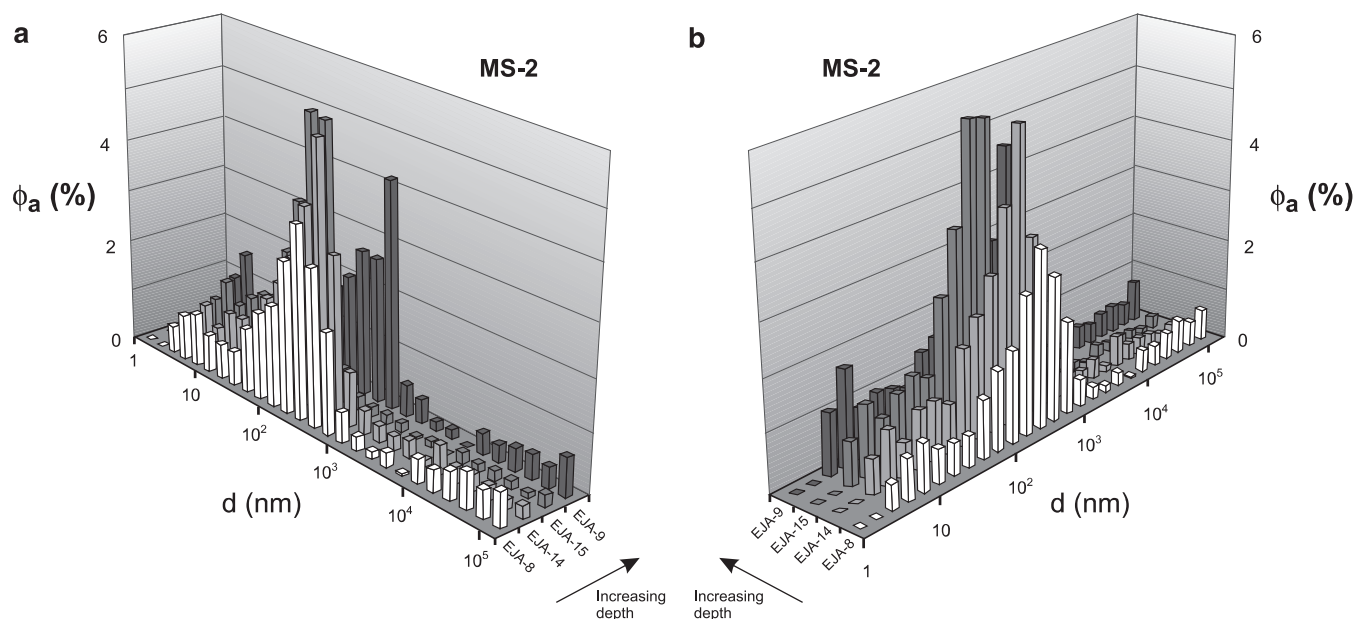 a
MS-2
6
4
2
0
ϕa (%)
1
10
10²
10³
10⁴
10⁵
d (nm)
EJA-8
EJA-14
EJA-15
EJA-9
Increasing
depth
b
MS-2
6
4
2
0
ϕa (%)
10⁵
10⁴
10³
10²
10
1
d (nm)
EJA-9
EJA-15
EJA-14
EJA-8
Increasing
depth